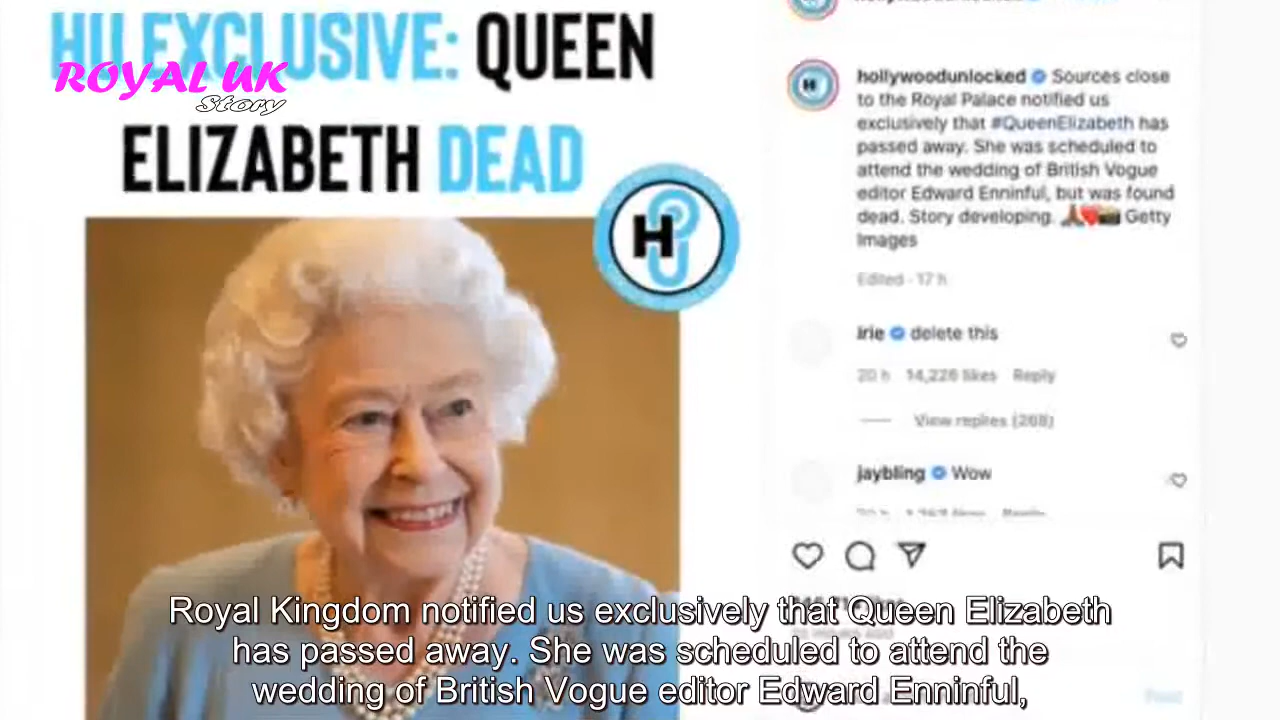 HU EXCLUSIVE: QUEEN
ROYAL UK
Story
ELIZABETH DEAD
H
hollywoodunlocked Sources close
to the Royal Palace notified us
exclusively that #QueenElizabeth has
passed away. She was scheduled to
attend the wedding of British Vogue
editor Edward Enninful, but was found
dead. Story developing. 🙏🏾❤️📸 Getty
Images
Edited · 17 h
Irie delete this
20 h 14,226 likes Reply
View replies (268)
jaybling Wow
20 h Reply
Royal Kingdom notified us exclusively that Queen Elizabeth
has passed away. She was scheduled to attend the
wedding of British Vogue editor Edward Enninful,
Post